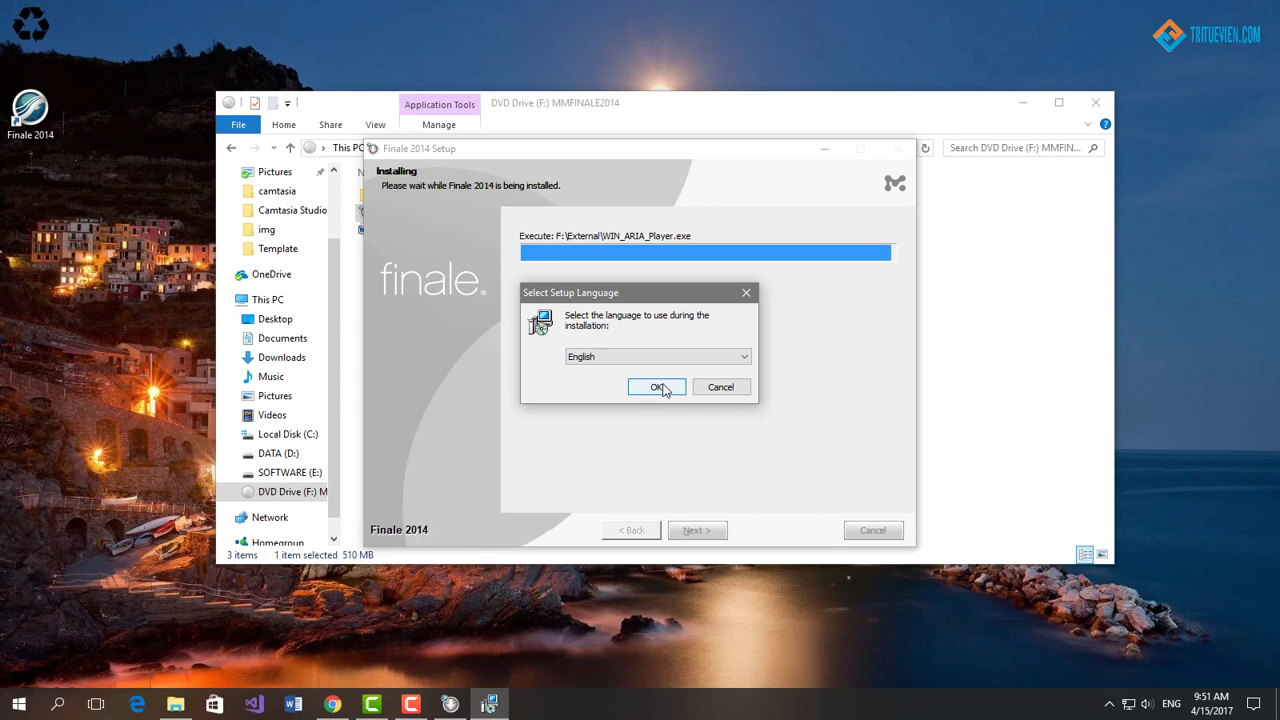 TRITUEVIEN.COM
Finale 2014
Application Tools
DVD Drive (F:) MMFINALE2014
File
Home
Share
View
Manage
This PC
Search DVD Drive (F:) MMFIN...
Pictures
camtasia
Camtasia Studio
img
Template
OneDrive
This PC
Desktop
Documents
Downloads
Music
Pictures
Videos
Local Disk (C:)
DATA (D:)
SOFTWARE (E:)
DVD Drive (F:) M
Network
Homegroup
3 items
1 item selected 510 MB
Finale 2014 Setup
Installing
Please wait while Finale 2014 is being installed.
Execute: F:\External\WIN_ARIA_Player.exe
finale®
Select Setup Language
Select the language to use during the
installation:
English
OK
Cancel
Finale 2014
< Back
Next >
Cancel
ENG
9:51 AM
4/15/2017